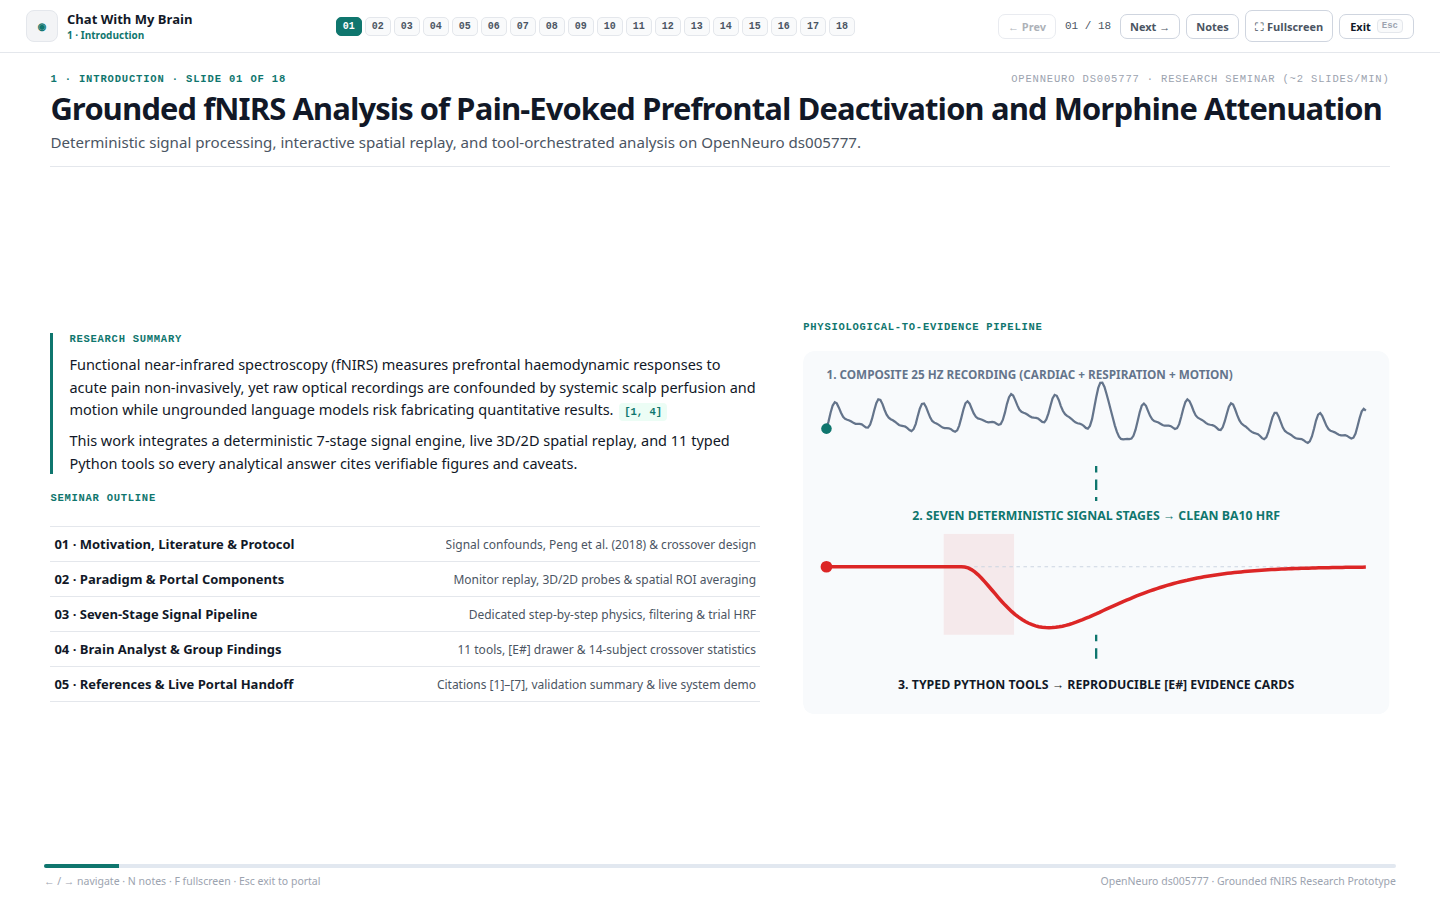 ◉
Chat With My Brain
1 · Introduction
01 02 03 04 05 06 07 08 09 10 11 12 13 14 15 16 17 18
← Prev
01 / 18
Next →
Notes
⛶ Fullscreen
Exit Esc
1 · INTRODUCTION · SLIDE 01 OF 18
OPENNEURO DS005777 · RESEARCH SEMINAR (~2 SLIDES/MIN)
Grounded fNIRS Analysis of Pain-Evoked Prefrontal Deactivation and Morphine Attenuation
Deterministic signal processing, interactive spatial replay, and tool-orchestrated analysis on OpenNeuro ds005777.
RESEARCH SUMMARY
Functional near-infrared spectroscopy (fNIRS) measures prefrontal haemodynamic responses to
acute pain non-invasively, yet raw optical recordings are confounded by systemic scalp perfusion and
motion while ungrounded language models risk fabricating quantitative results. [1, 4]
This work integrates a deterministic 7-stage signal engine, live 3D/2D spatial replay, and 11 typed
Python tools so every analytical answer cites verifiable figures and caveats.
SEMINAR OUTLINE
01 · Motivation, Literature & Protocol
Signal confounds, Peng et al. (2018) & crossover design
02 · Paradigm & Portal Components
Monitor replay, 3D/2D probes & spatial ROI averaging
03 · Seven-Stage Signal Pipeline
Dedicated step-by-step physics, filtering & trial HRF
04 · Brain Analyst & Group Findings
11 tools, [E#] drawer & 14-subject crossover statistics
05 · References & Live Portal Handoff
Citations [1]–[7], validation summary & live system demo
PHYSIOLOGICAL-TO-EVIDENCE PIPELINE
1. COMPOSITE 25 HZ RECORDING (CARDIAC + RESPIRATION + MOTION)
2. SEVEN DETERMINISTIC SIGNAL STAGES → CLEAN BA10 HRF
3. TYPED PYTHON TOOLS → REPRODUCIBLE [E#] EVIDENCE CARDS
← / → navigate · N notes · F fullscreen · Esc exit to portal
OpenNeuro ds005777 · Grounded fNIRS Research Prototype